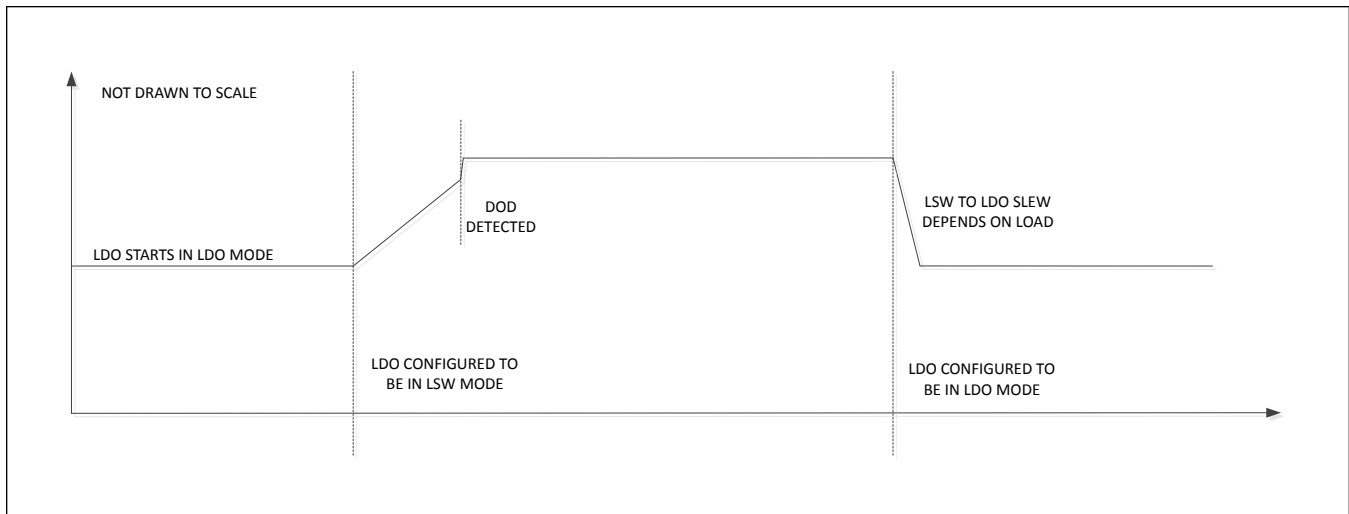 NOT DRAWN TO SCALE
DOD
DETECTED
LSW TO LDO SLEW
DEPENDS ON LOAD
LDO STARTS IN LDO MODE
LDO CONFIGURED TO
BE IN LSW MODE
LDO CONFIGURED TO
BE IN LDO MODE